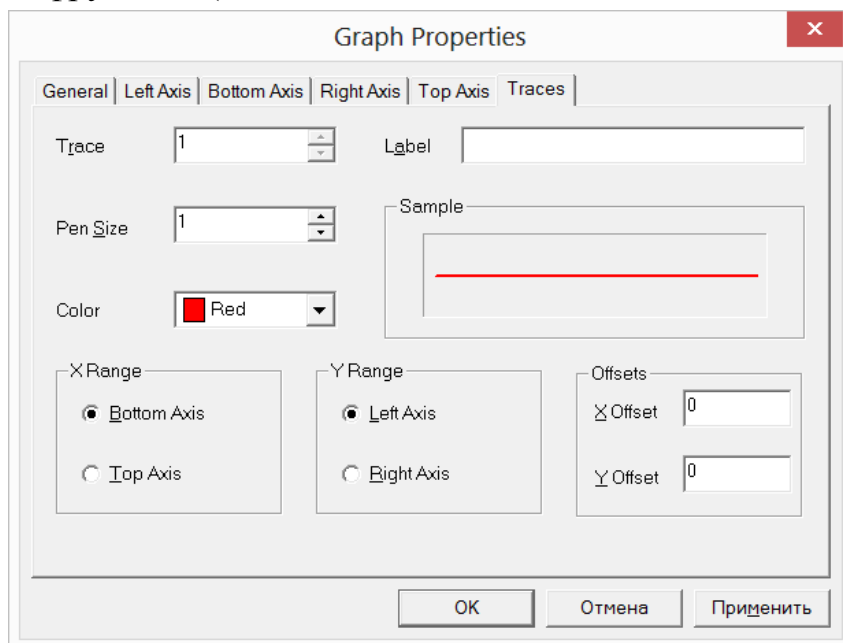 Graph Properties
General Left Axis Bottom Axis Right Axis Top Axis Traces
Trace 1 Label
Pen Size 1 Sample
Color Red
X Range Y Range Offsets
Bottom Axis Left Axis X Offset 0
Top Axis Right Axis Y Offset 0
OK Отмена Применить